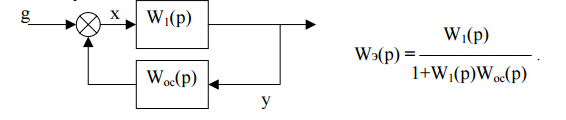 g
x
W₁(p)
Wос(p)
y
Wэ(p) = W₁(p) / 1+W₁(p)Wос(p) .